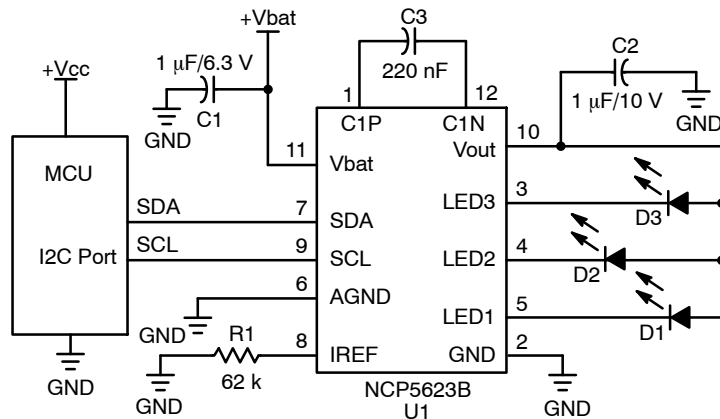 +Vbat
C3
C2
+Vcc
1 µF/6.3 V
220 nF
1 µF/10 V
1
12
GND
C1
C1P
C1N
10
GND
MCU
11
Vbat
Vout
SDA
7
SDA
LED3
3
D3
I2C Port
SCL
9
SCL
LED2
4
D2
6
AGND
GND
LED1
5
D1
R1
8
IREF
GND
2
GND
62 k
GND
NCP5623B
GND
U1